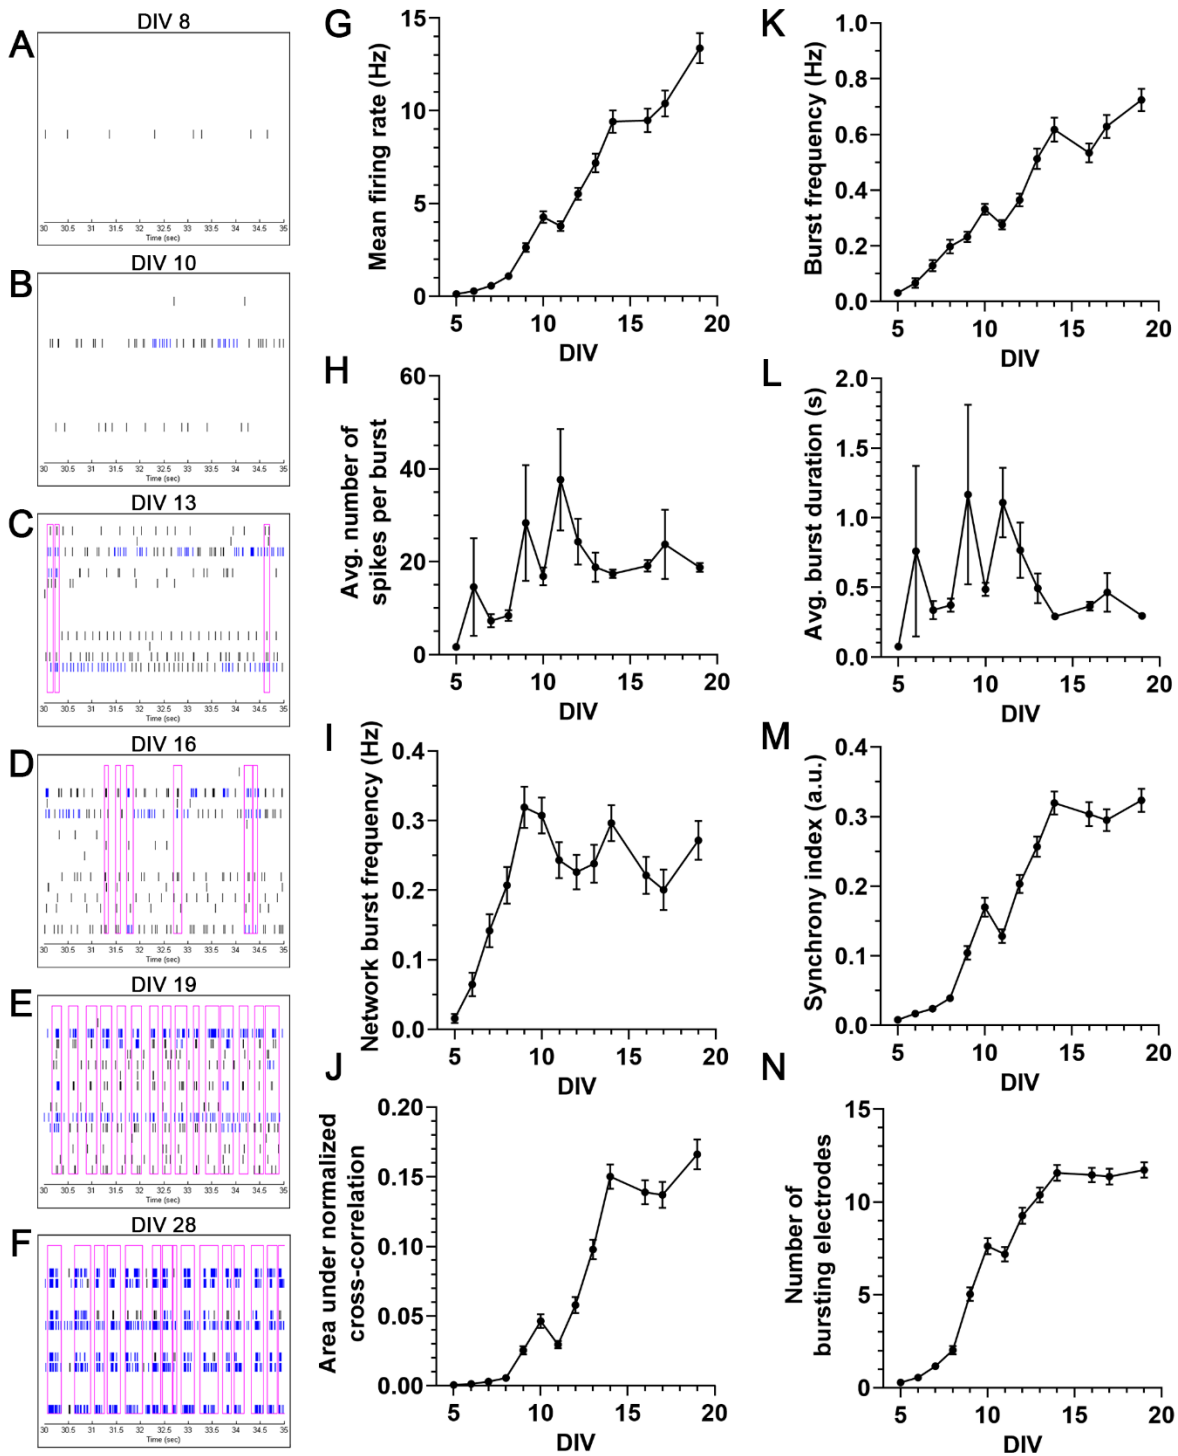 A
DIV 8
30 30.5 31 31.5 32 32.5 33 33.5 34 34.5 35
Time (sec)
B
DIV 10
30 30.5 31 31.5 32 32.5 33 33.5 34 34.5 35
Time (sec)
C
DIV 13
30 30.5 31 31.5 32 32.5 33 33.5 34 34.5 35
Time (sec)
D
DIV 16
30 30.5 31 31.5 32 32.5 33 33.5 34 34.5 35
Time (sec)
E
DIV 19
30 30.5 31 31.5 32 32.5 33 33.5 34 34.5 35
Time (sec)
F
DIV 28
30 30.5 31 31.5 32 32.5 33 33.5 34 34.5 35
Time (sec)
G
Mean firing rate (Hz)
15
10
5
0
5 10 15 20
DIV
H
Avg. number of
spikes per burst
60
40
20
0
5 10 15 20
DIV
I
Network burst frequency (Hz)
0.4
0.3
0.2
0.1
0.0
5 10 15 20
DIV
J
Area under normalized
cross-correlation
0.20
0.15
0.10
0.05
0.00
5 10 15 20
DIV
K
Burst frequency (Hz)
1.0
0.8
0.6
0.4
0.2
0.0
5 10 15 20
DIV
L
Avg. burst duration (s)
2.0
1.5
1.0
0.5
0.0
5 10 15 20
DIV
M
Synchrony index (a.u.)
0.4
0.3
0.2
0.1
0.0
5 10 15 20
DIV
N
Number of
bursting electrodes
15
10
5
0
5 10 15 20
DIV